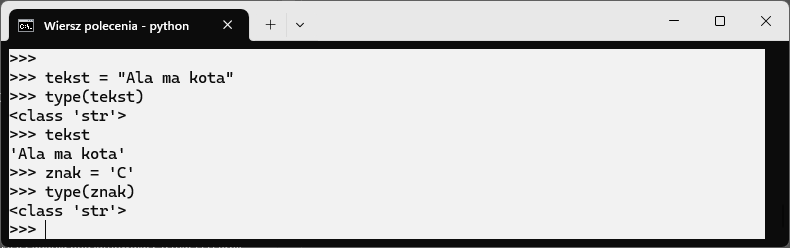 Wiersz polecenia - python
>>>
>>> tekst = "Ala ma kota"
>>> type(tekst)
<class 'str'>
>>> tekst
'Ala ma kota'
>>> znak = 'C'
>>> type(znak)
<class 'str'>
>>>